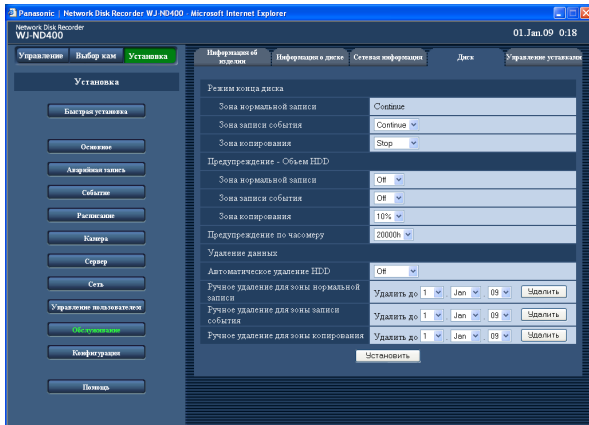 Panasonic | Network Disk Recorder WJ-ND400 - Microsoft Internet Explorer
Network Disk Recorder
WJ-ND400
01.Jan.09 0:18
Управление Выбор кам Установка
Информация об изделии Информация о диске Сетевая информация Диск Управление уставками
Установка
Быстрая установка
Основное
Аварийная запись
Событие
Расписание
Камера
Сервер
Сеть
Управление пользователем
Обслуживание
Конфигурация
Помощь
Режим конца диска
Зона нормальной записи Continue
Зона записи события Continue
Зона копирования Stop
Предупреждение - Объем HDD
Зона нормальной записи Off
Зона записи события Off
Зона копирования 10%
Предупреждение по часомеру 20000h
Удаление данных
Автоматическое удаление HDD Off
Ручное удаление для зоны нормальной
записи Удалить до 1 . Jan . 09 Удалить
Ручное удаление для зоны записи
события Удалить до 1 . Jan . 09 Удалить
Ручное удаление для зоны копирования Удалить до 1 . Jan . 09 Удалить
Установить